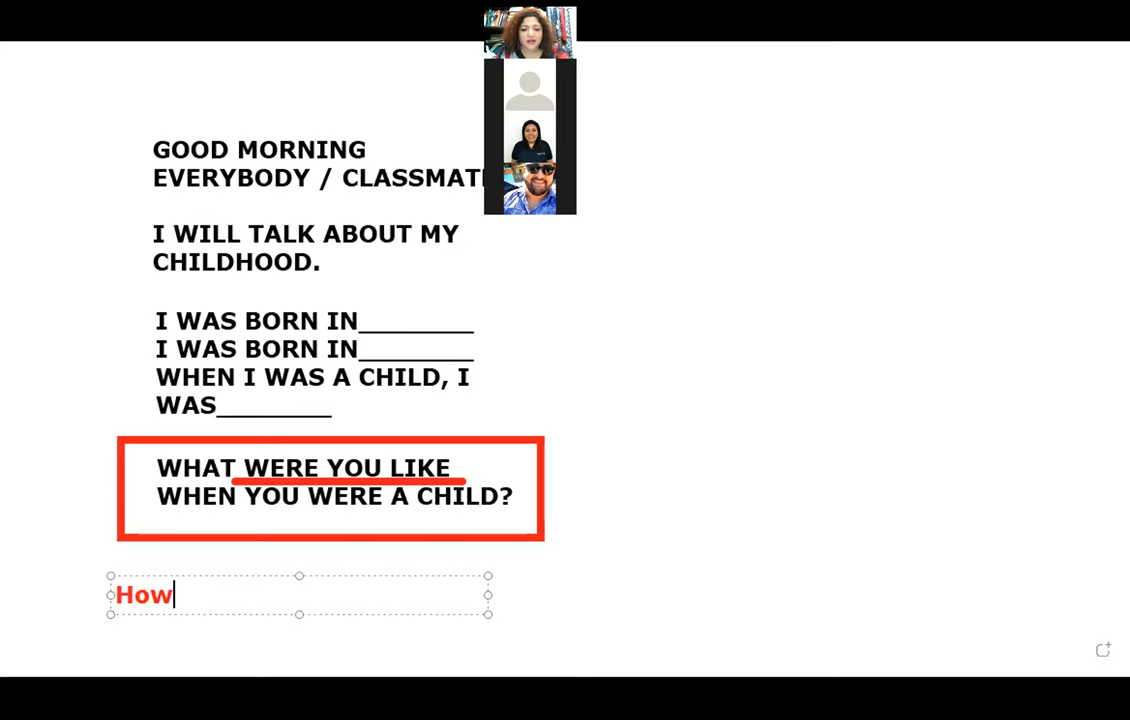 GOOD MORNING
EVERYBODY / CLASSMAT
I WILL TALK ABOUT MY
CHILDHOOD.
I WAS BORN IN________
I WAS BORN IN________
WHEN I WAS A CHILD, I
WAS________
WHAT WERE YOU LIKE
WHEN YOU WERE A CHILD?
How